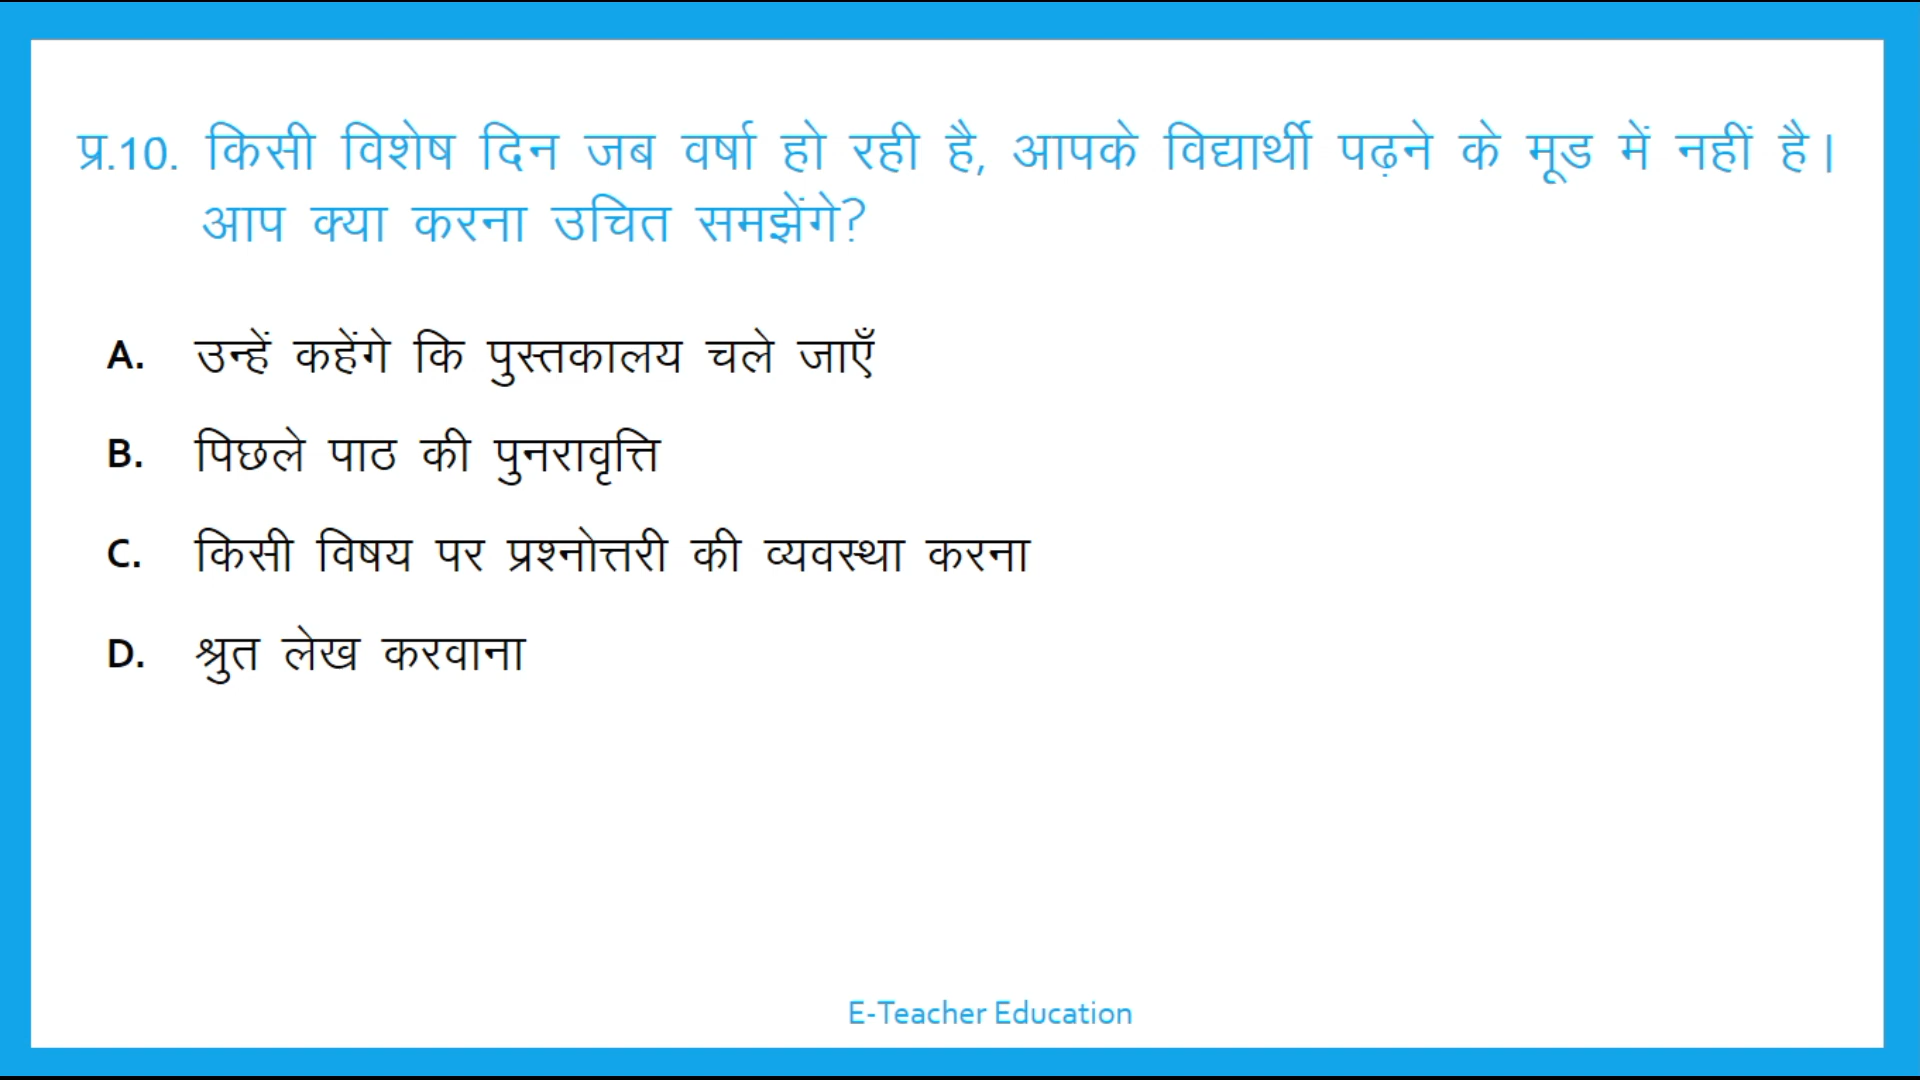 प्र.10. किसी विशेष दिन जब वर्षा हो रही है, आपके विद्यार्थी पढ़ने के मूड में नहीं है।
आप क्या करना उचित समझेंगे?
A. उन्हें कहेंगे कि पुस्तकालय चले जाएँ
B. पिछले पाठ की पुनरावृत्ति
C. किसी विषय पर प्रश्नोत्तरी की व्यवस्था करना
D. श्रुत लेख करवाना
E-Teacher Education